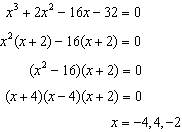 x³ + 2x² − 16x − 32 = 0
x²(x + 2) − 16(x + 2) = 0
(x² − 16)(x + 2) = 0
(x + 4)(x − 4)(x + 2) = 0
x = −4, 4, −2